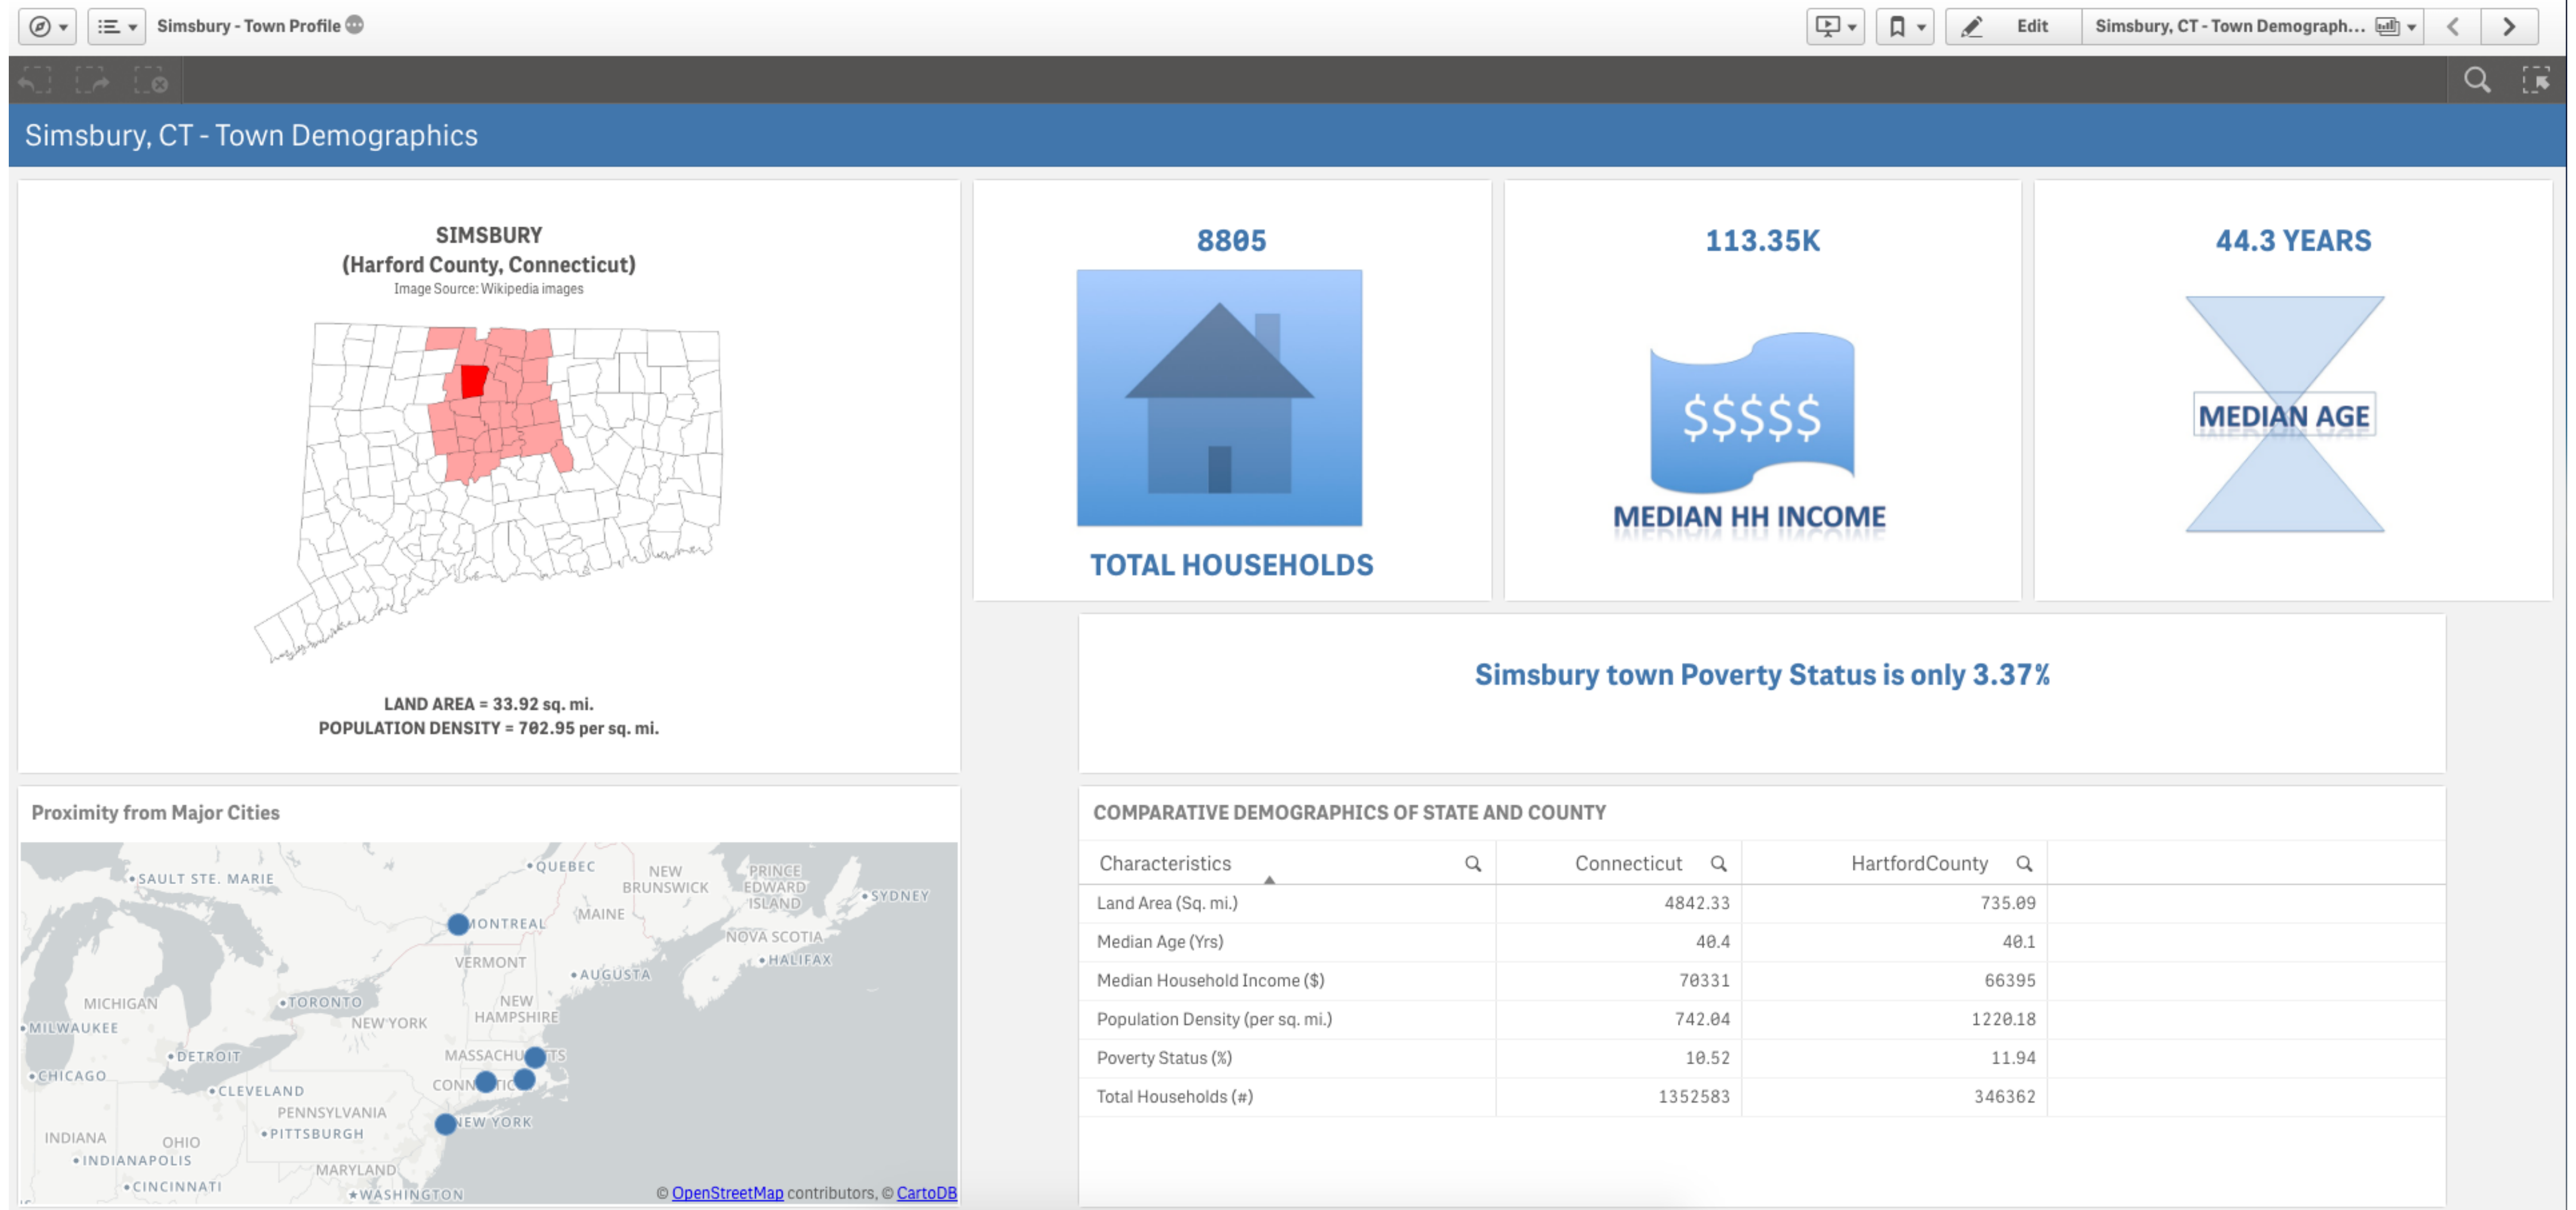 Simsbury - Town Profile
Edit
Simsbury, CT - Town Demograph...
Simsbury, CT - Town Demographics
SIMSBURY
(Harford County, Connecticut)
Image Source: Wikipedia images
LAND AREA = 33.92 sq. mi.
POPULATION DENSITY = 702.95 per sq. mi.
8805
TOTAL HOUSEHOLDS
113.35K
$$$$$
MEDIAN HH INCOME
44.3 YEARS
MEDIAN AGE
Simsbury town Poverty Status is only 3.37%
Proximity from Major Cities
QUEBEC
SAULT STE. MARIE
NEW
BRUNSWICK
PRINCE
EDWARD
ISLAND
SYDNEY
MONTREAL
MAINE
NOVA SCOTIA
VERMONT
HALIFAX
AUGUSTA
MICHIGAN
TORONTO
NEW
HAMPSHIRE
MILWAUKEE
NEW YORK
DETROIT
MASSACHU TS
CHICAGO
CONN TIC
CLEVELAND
PENNSYLVANIA
NEW YORK
PITTSBURGH
INDIANA
OHIO
INDIANAPOLIS
MARYLAND
CINCINNATI
WASHINGTON
© OpenStreetMap contributors, © CartoDB
COMPARATIVE DEMOGRAPHICS OF STATE AND COUNTY
Characteristics Connecticut HartfordCounty
Land Area (Sq. mi.) 4842.33 735.09
Median Age (Yrs) 40.4 40.1
Median Household Income ($) 70331 66395
Population Density (per sq. mi.) 742.04 1220.18
Poverty Status (%) 10.52 11.94
Total Households (#) 1352583 346362